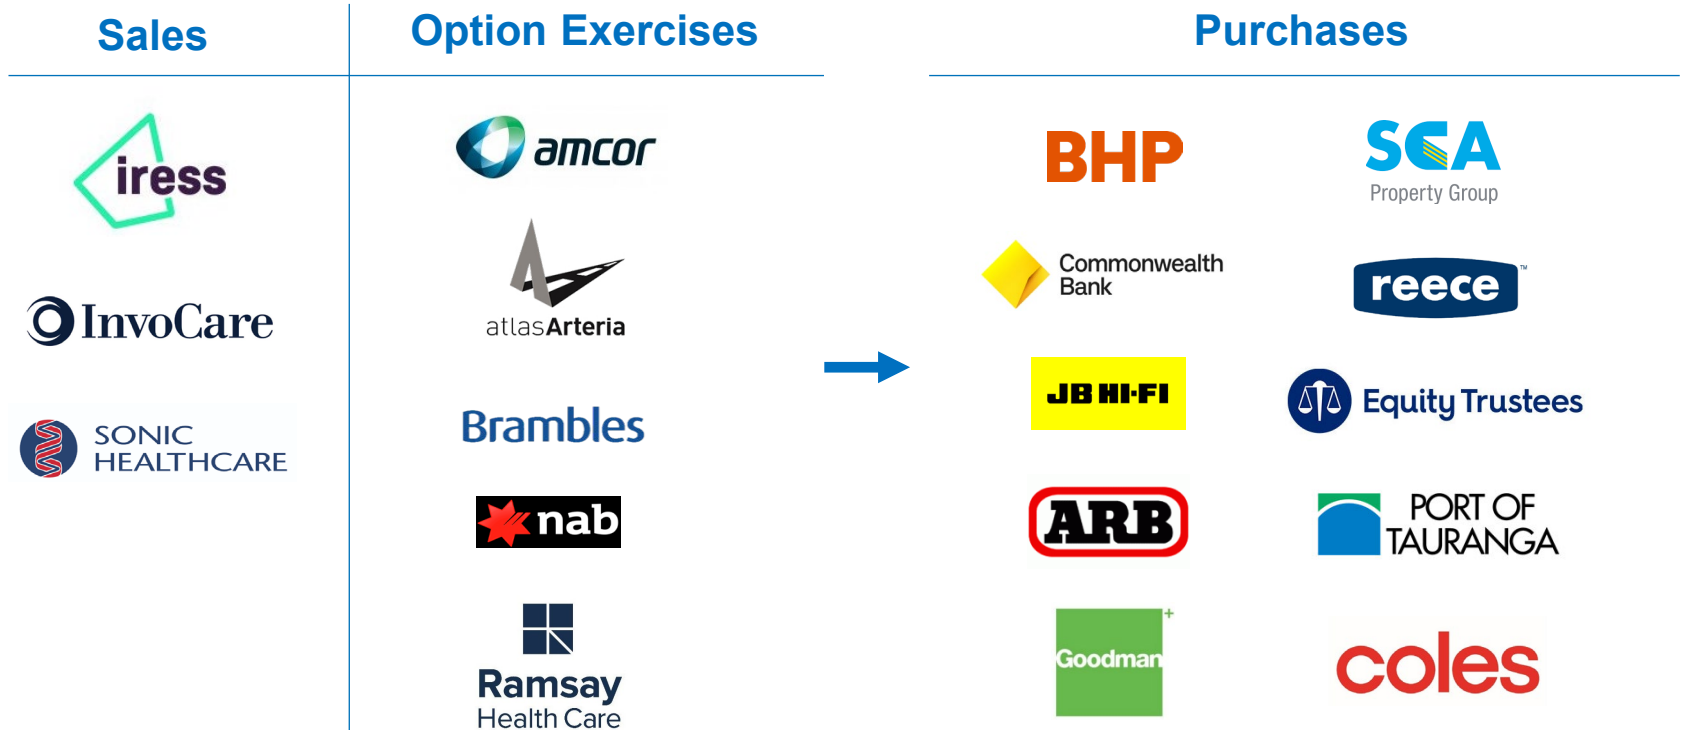 Sales
Option Exercises
Purchases
iress
InvoCare
SONIC
HEALTHCARE
amcor
atlasArteria
Brambles
nab
Ramsay
Health Care
BHP
SCA
Property Group
Commonwealth
Bank
reece™
JB HI-FI
Equity Trustees
ARB
PORT OF
TAURANGA
Goodman+
coles